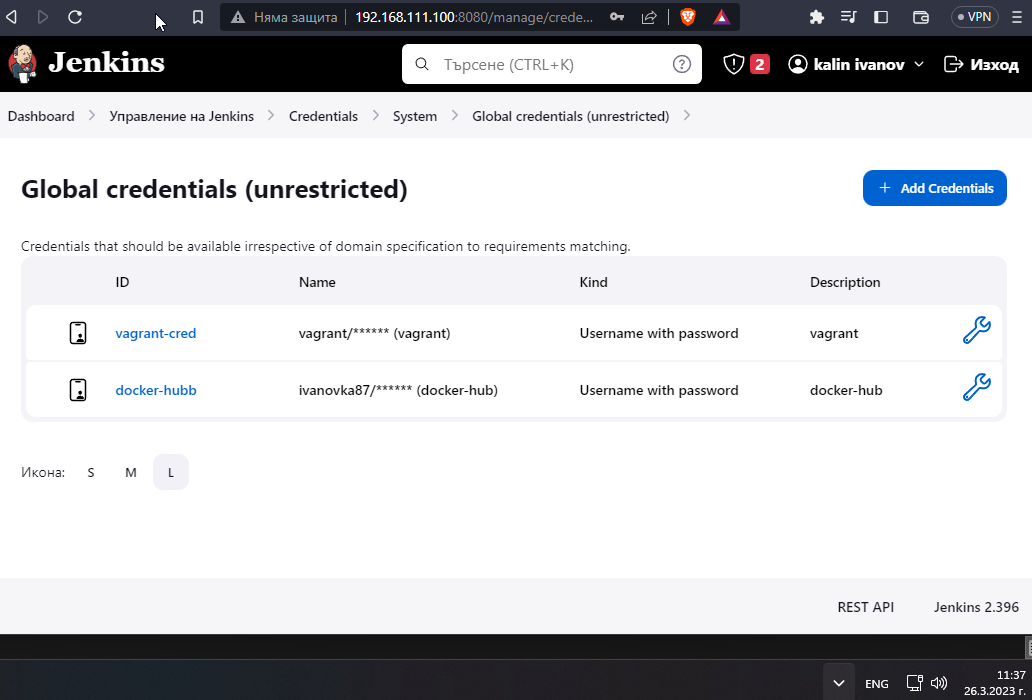 Няма защита 192.168.111.100:8080/manage/crede... VPN
Jenkins Търсене (CTRL+K) 2 kalin ivanov Изход
Dashboard Управление на Jenkins Credentials System Global credentials (unrestricted)
Global credentials (unrestricted) + Add Credentials
Credentials that should be available irrespective of domain specification to requirements matching.
ID Name Kind Description
vagrant-cred vagrant/****** (vagrant) Username with password vagrant
docker-hubb ivanovka87/****** (docker-hub) Username with password docker-hub
Икона: S M L
REST API Jenkins 2.396
11:37
ENG
26.3.2023 г.